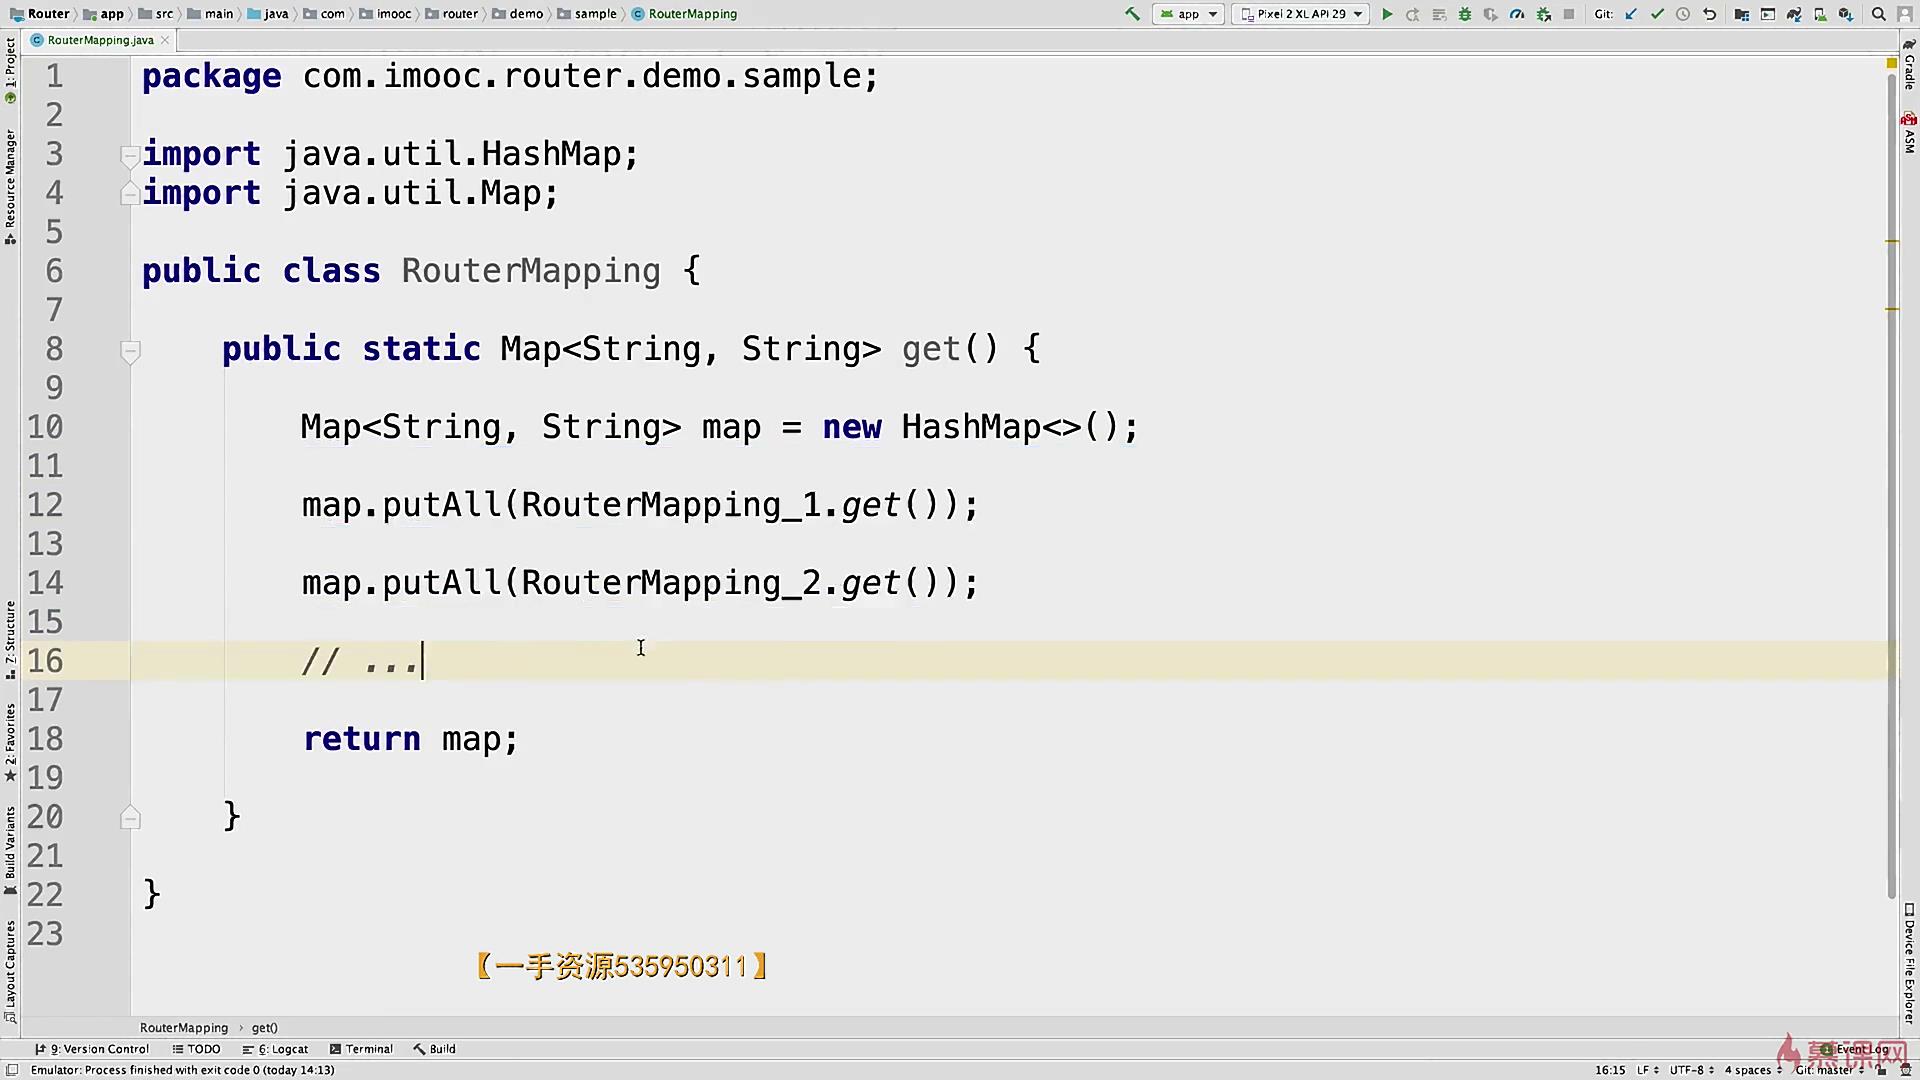 Router app src main java com imooc router demo sample RouterMapping
app Pixel 2 XL API 29 Git:
RouterMapping.java
1: Project
Resource Manager
7: Structure
2: Favorites
Build Variants
Layout Captures
1 package com.imooc.router.demo.sample;
2
3 import java.util.HashMap;
4 import java.util.Map;
5
6 public class RouterMapping {
7
8 public static Map<String, String> get() {
9
10 Map<String, String> map = new HashMap<>();
11
12 map.putAll(RouterMapping_1.get());
13
14 map.putAll(RouterMapping_2.get());
15
16 // ...
17
18 return map;
19
20 }
21
22 }
23
【一手资源535950311】
Gradle
ASM
Device File Explorer
RouterMapping › get()
9: Version Control TODO 6: Logcat Terminal Build Event Log
慕课网
Emulator: Process finished with exit code 0 (today 14:13) 16:15 LF UTF-8 4 spaces Git: master